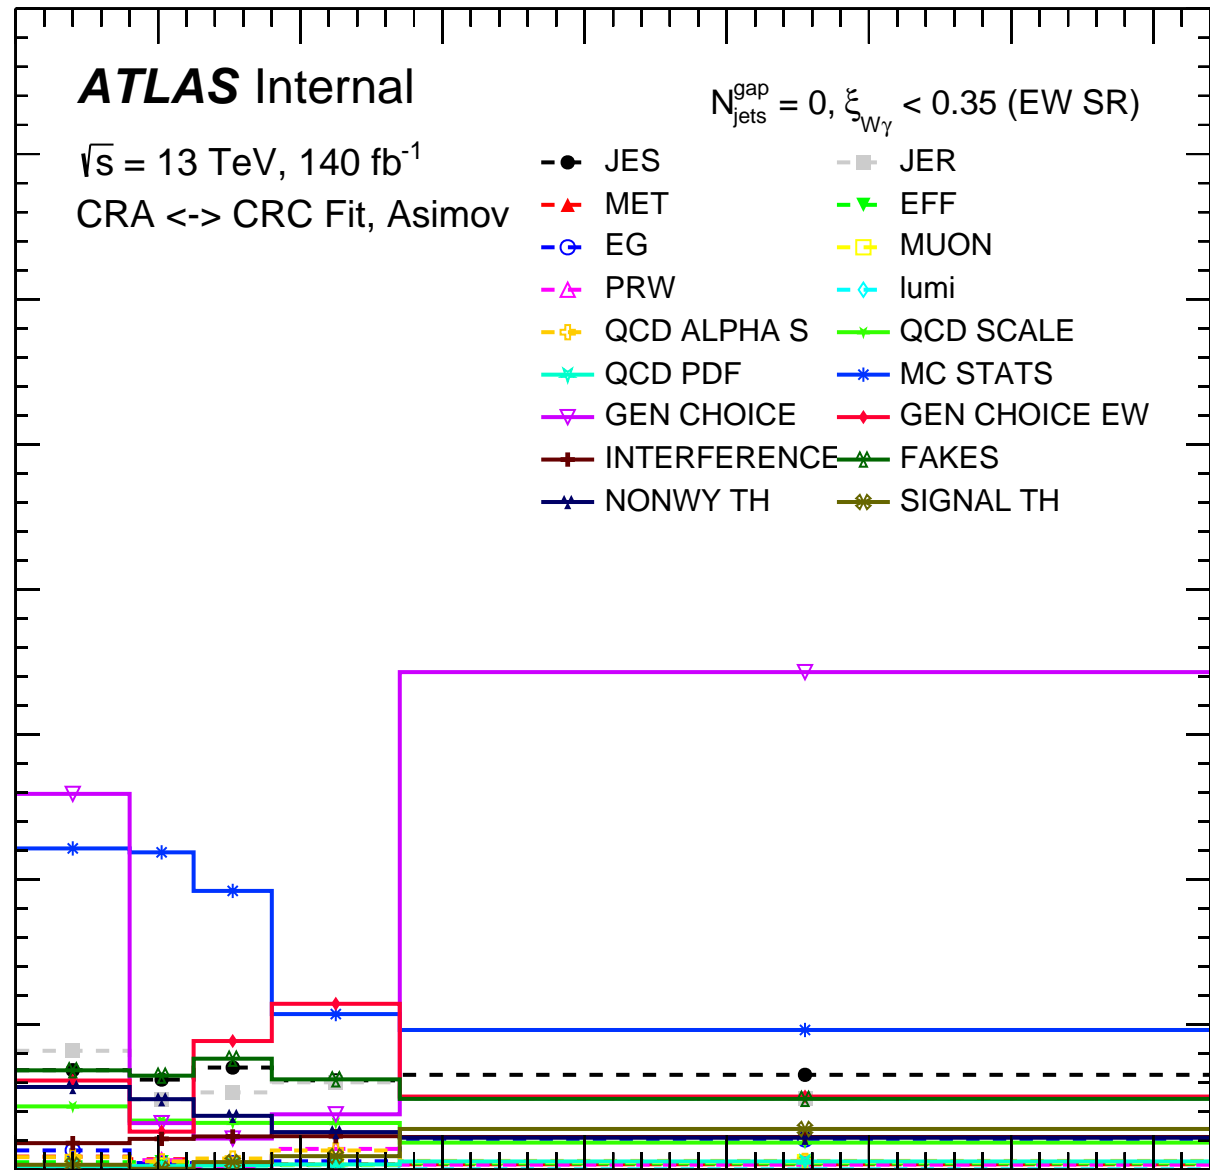 ATLAS Internal
N_jets^gap = 0, ξ_Wγ < 0.35 (EW SR)
√s = 13 TeV, 140 fb⁻¹
CRA <-> CRC Fit, Asimov
JES JER
MET EFF
EG MUON
PRW lumi
QCD ALPHA S QCD SCALE
QCD PDF MC STATS
GEN CHOICE GEN CHOICE EW
INTERFERENCE FAKES
NONWY TH SIGNAL TH